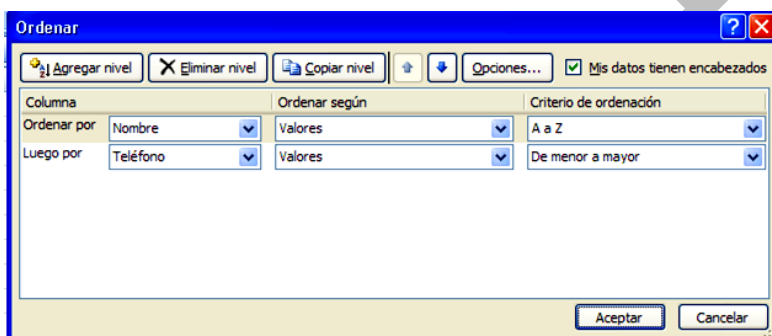 Ordenar
Agregar nivel Eliminar nivel Copiar nivel Opciones... Mis datos tienen encabezados
Columna Ordenar según Criterio de ordenación
Ordenar por Nombre Valores A a Z
Luego por Teléfono Valores De menor a mayor
Aceptar Cancelar